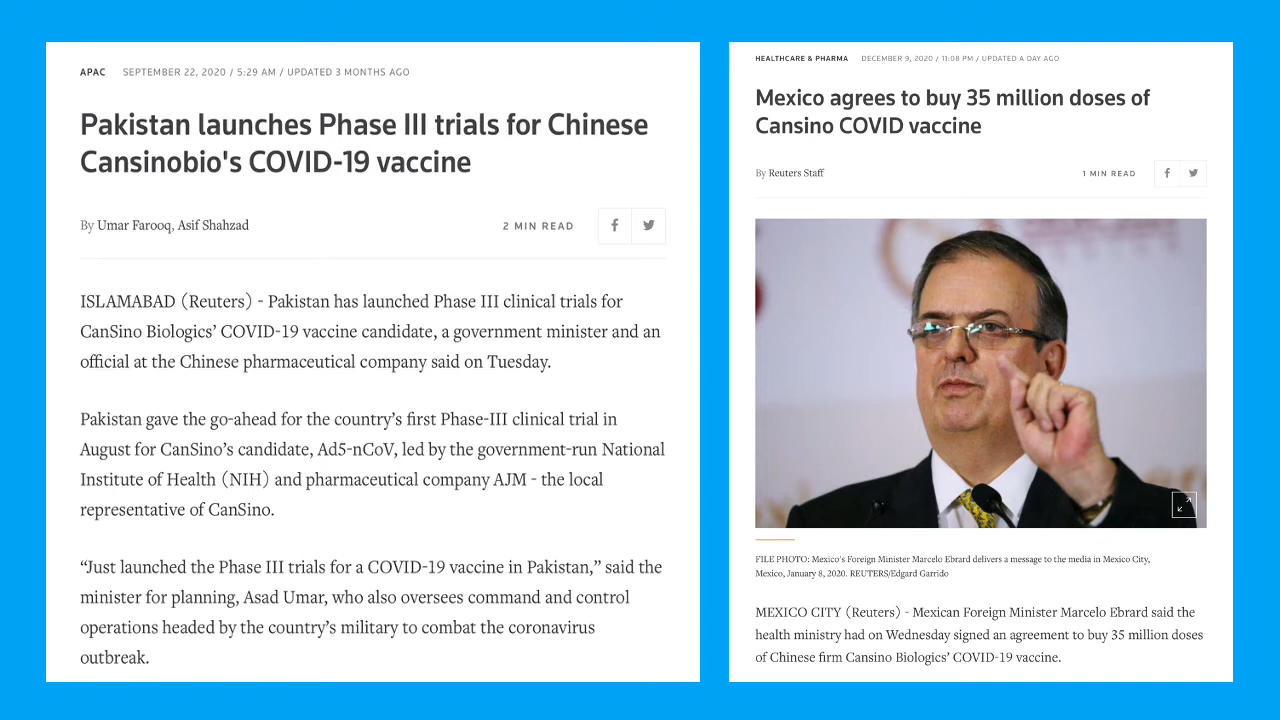 APAC SEPTEMBER 22, 2020 / 5:29 AM / UPDATED 3 MONTHS AGO
Pakistan launches Phase III trials for Chinese
Cansinobio's COVID-19 vaccine
By Umar Farooq, Asif Shahzad
2 MIN READ
ISLAMABAD (Reuters) - Pakistan has launched Phase III clinical trials for
CanSino Biologics’ COVID-19 vaccine candidate, a government minister and an
official at the Chinese pharmaceutical company said on Tuesday.
Pakistan gave the go-ahead for the country’s first Phase-III clinical trial in
August for CanSino’s candidate, Ad5-nCoV, led by the government-run National
Institute of Health (NIH) and pharmaceutical company AJM - the local
representative of CanSino.
“Just launched the Phase III trials for a COVID-19 vaccine in Pakistan,” said the
minister for planning, Asad Umar, who also oversees command and control
operations headed by the country’s military to combat the coronavirus
outbreak.
HEALTHCARE & PHARMA DECEMBER 9, 2020 / 11:08 PM / UPDATED A DAY AGO
Mexico agrees to buy 35 million doses of
Cansino COVID vaccine
By Reuters Staff
1 MIN READ
FILE PHOTO: Mexico's Foreign Minister Marcelo Ebrard delivers a message to the media in Mexico City,
Mexico, January 8, 2020. REUTERS/Edgard Garrido
MEXICO CITY (Reuters) - Mexican Foreign Minister Marcelo Ebrard said the
health ministry had on Wednesday signed an agreement to buy 35 million doses
of Chinese firm Cansino Biologics’ COVID-19 vaccine.